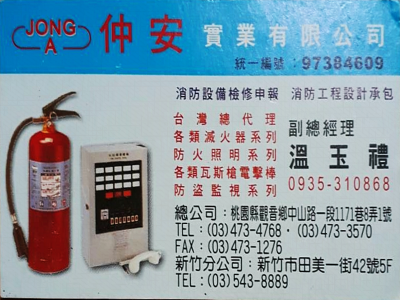 JONG A 仲安 實業有限公司
統一編號：97384609
消防設備檢修申報 消防工程設計承包
台灣總代理
各類滅火器系列
防火照明系列
各類瓦斯槍電擊棒
防盜監視系列
副總經理
溫玉禮
0935-310868
總公司：桃園縣觀音鄉中山路一段1171巷8弄1號
TEL：(03)473-4768・(03)473-3570
FAX：(03)473-1276
新竹分公司：新竹市田美一街42號5F
TEL：(03)543-8889